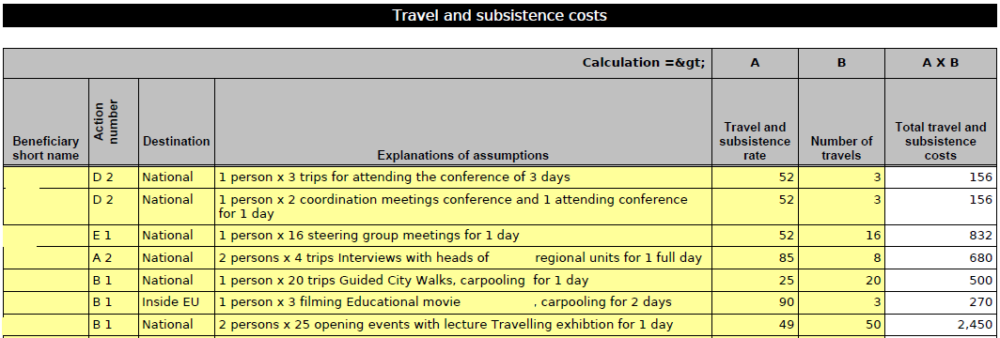 Travel and subsistence costs
Calculation =&gt; A B A X B
Beneficiary short name Action number Destination Explanations of assumptions Travel and subsistence rate Number of travels Total travel and subsistence costs
D 2 National 1 person x 3 trips for attending the conference of 3 days 52 3 156
D 2 National 1 person x 2 coordination meetings conference and 1 attending conference 52 3 156
for 1 day
E 1 National 1 person x 16 steering group meetings for 1 day 52 16 832
A 2 National 2 persons x 4 trips Interviews with heads of regional units for 1 full day 85 8 680
B 1 National 1 person x 20 trips Guided City Walks, carpooling for 1 day 25 20 500
B 1 Inside EU 1 person x 3 filming Educational movie , carpooling for 2 days 90 3 270
B 1 National 2 persons x 25 opening events with lecture Travelling exhibtion for 1 day 49 50 2,450